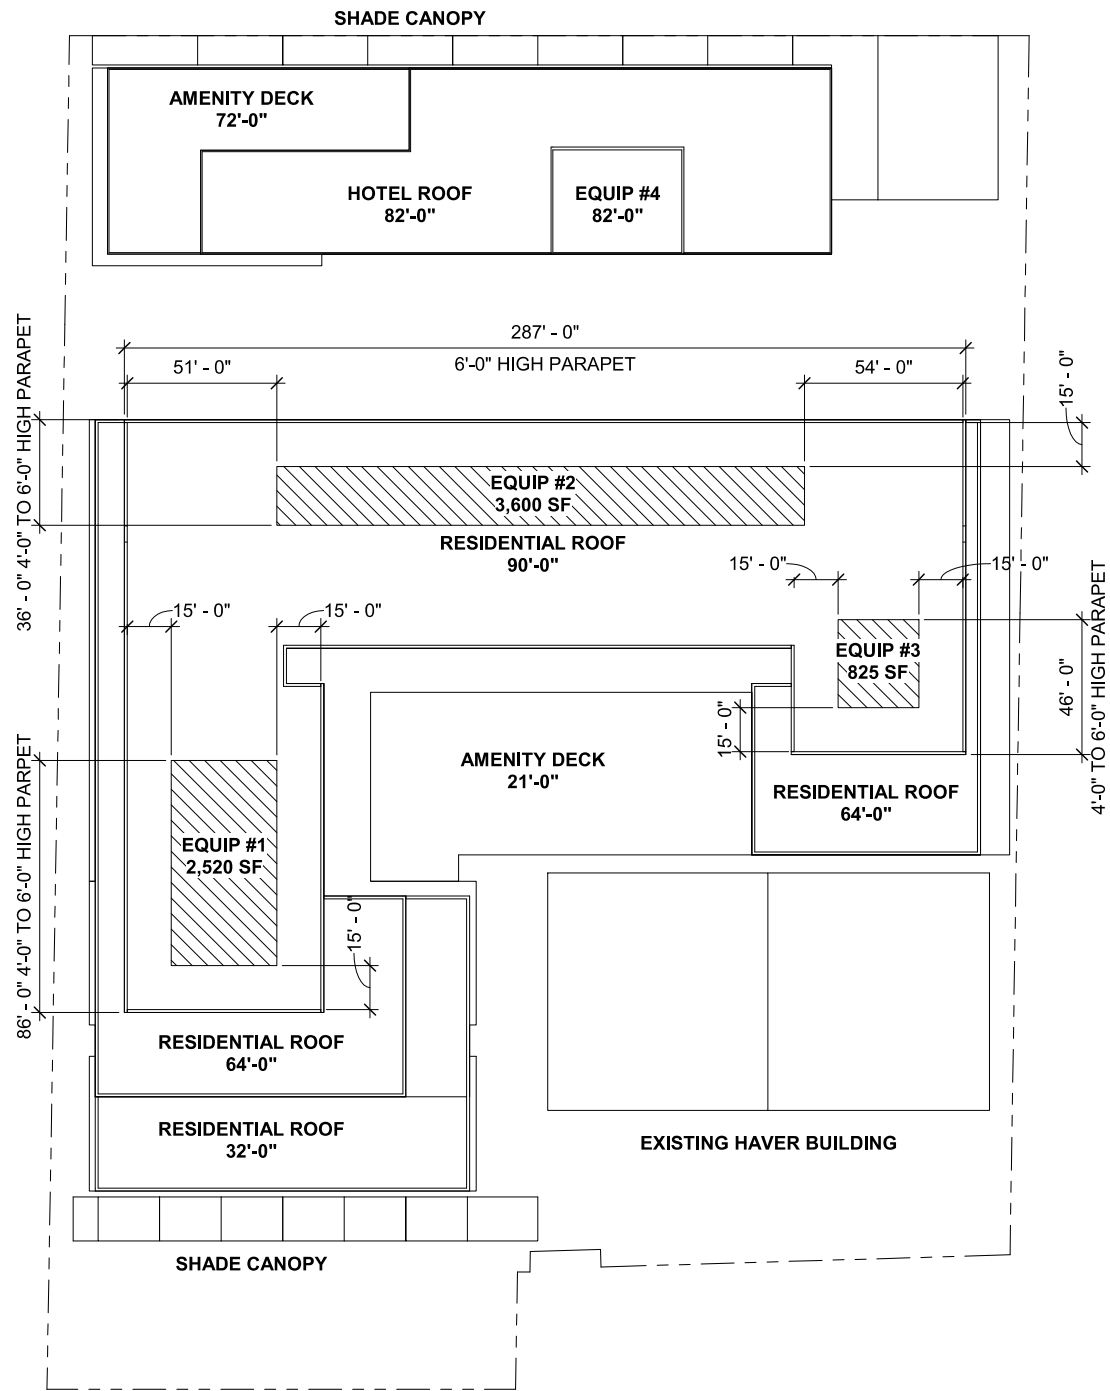 SHADE CANOPY
AMENITY DECK
72'-0"
HOTEL ROOF
82'-0"
EQUIP #4
82'-0"
287' - 0"
6'-0" HIGH PARAPET
51' - 0"
54' - 0"
15' - 0"
36' - 0" 4'-0" TO 6'-0" HIGH PARAPET
EQUIP #2
3,600 SF
RESIDENTIAL ROOF
90'-0"
15' - 0"
15' - 0"
15' - 0"
15' - 0"
EQUIP #3
825 SF
46' - 0"
4'-0" TO 6'-0" HIGH PARAPET
15' - 0"
AMENITY DECK
21'-0"
RESIDENTIAL ROOF
64'-0"
86' - 0" 4'-0" TO 6'-0" HIGH PARPET
EQUIP #1
2,520 SF
15' - 0"
RESIDENTIAL ROOF
64'-0"
RESIDENTIAL ROOF
32'-0"
EXISTING HAVER BUILDING
SHADE CANOPY